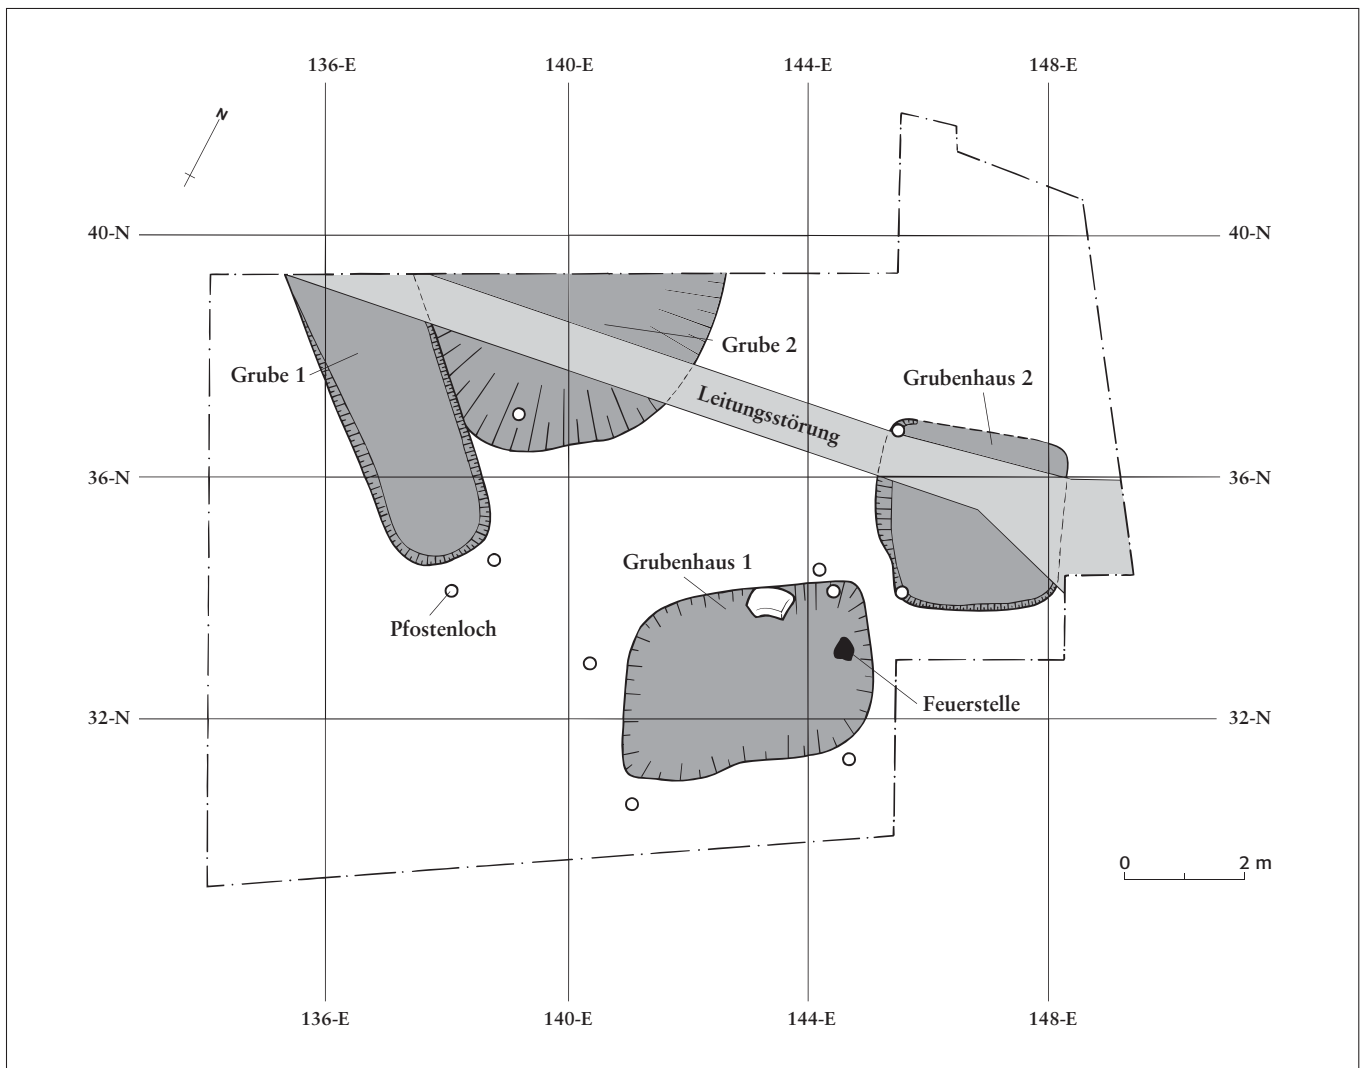 136-E 140-E 144-E 148-E
N
40-N 40-N
Grube 2
Grube 1
Grubenhaus 2
Leitungsstörung
36-N 36-N
Grubenhaus 1
Pfostenloch
Feuerstelle
32-N 32-N
0 2 m
136-E 140-E 144-E 148-E